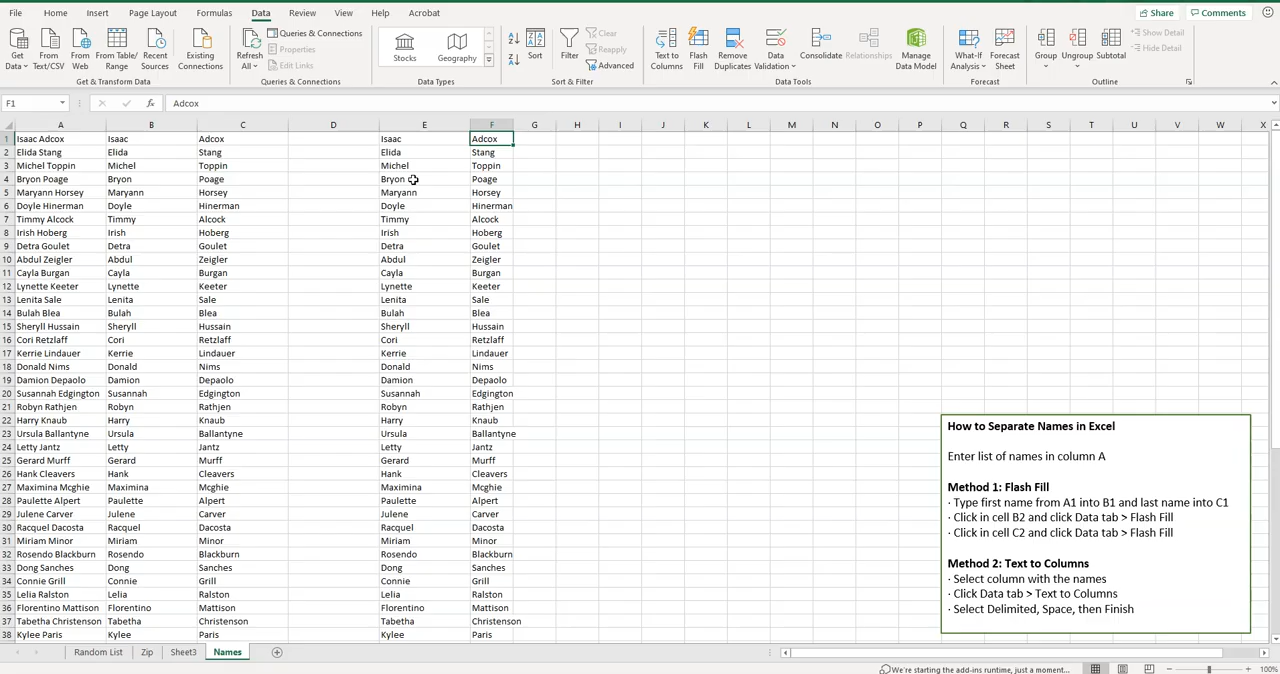 File Home Insert Page Layout Formulas Data Review View Help Acrobat Share Comments
Get Data From Text/CSV From Web From Table/ Range Recent Sources Existing Connections Refresh All Queries & Connections Properties Edit Links Stocks Geography Sort Filter Clear Reapply Advanced Text to Columns Flash Fill Remove Duplicates Data Validation Consolidate Relationships Manage Data Model What-If Analysis Forecast Sheet Group Ungroup Subtotal Show Detail Hide Detail
Get & Transform Data Queries & Connections Data Types Sort & Filter Data Tools Forecast Outline
F1 fx Adcox
A B C D E F G H I J K L M N O P Q R S T U V W X
1 Isaac Adcox Isaac Adcox Isaac Adcox
2 Elida Stang Elida Stang Elida Stang
3 Michel Toppin Michel Toppin Michel Toppin
4 Bryon Poage Bryon Poage Bryon Poage
5 Maryann Horsey Maryann Horsey Maryann Horsey
6 Doyle Hinerman Doyle Hinerman Doyle Hinerman
7 Timmy Alcock Timmy Alcock Timmy Alcock
8 Irish Hoberg Irish Hoberg Irish Hoberg
9 Detra Goulet Detra Goulet Detra Goulet
10 Abdul Zeigler Abdul Zeigler Abdul Zeigler
11 Cayla Burgan Cayla Burgan Cayla Burgan
12 Lynette Keeter Lynette Keeter Lynette Keeter
13 Lenita Sale Lenita Sale Lenita Sale
14 Bulah Blea Bulah Blea Bulah Blea
15 Sheryll Hussain Sheryll Hussain Sheryll Hussain
16 Cori Retzlaff Cori Retzlaff Cori Retzlaff
17 Kerrie Lindauer Kerrie Lindauer Kerrie Lindauer
18 Donald Nims Donald Nims Donald Nims
19 Damion Depaolo Damion Depaolo Damion Depaolo
20 Susannah Edgington Susannah Edgington Susannah Edgington
21 Robyn Rathjen Robyn Rathjen Robyn Rathjen
22 Harry Knaub Harry Knaub Harry Knaub
23 Ursula Ballantyne Ursula Ballantyne Ursula Ballantyne
24 Letty Jantz Letty Jantz Letty Jantz
25 Gerard Murff Gerard Murff Gerard Murff
26 Hank Cleavers Hank Cleavers Hank Cleavers
27 Maximina Mcghie Maximina Mcghie Maximina Mcghie
28 Paulette Alpert Paulette Alpert Paulette Alpert
29 Julene Carver Julene Carver Julene Carver
30 Racquel Dacosta Racquel Dacosta Racquel Dacosta
31 Miriam Minor Miriam Minor Miriam Minor
32 Rosendo Blackburn Rosendo Blackburn Rosendo Blackburn
33 Dong Sanches Dong Sanches Dong Sanches
34 Connie Grill Connie Grill Connie Grill
35 Lelia Ralston Lelia Ralston Lelia Ralston
36 Florentino Mattison Florentino Mattison Florentino Mattison
37 Tabetha Christenson Tabetha Christenson Tabetha Christenson
38 Kylee Paris Kylee Paris Kylee Paris
How to Separate Names in Excel
Enter list of names in column A
Method 1: Flash Fill
· Type first name from A1 into B1 and last name into C1
· Click in cell B2 and click Data tab > Flash Fill
· Click in cell C2 and click Data tab > Flash Fill
Method 2: Text to Columns
· Select column with the names
· Click Data tab > Text to Columns
· Select Delimited, Space, then Finish
Random List Zip Sheet3 Names
We're starting the add-ins runtime, just a moment... 100%